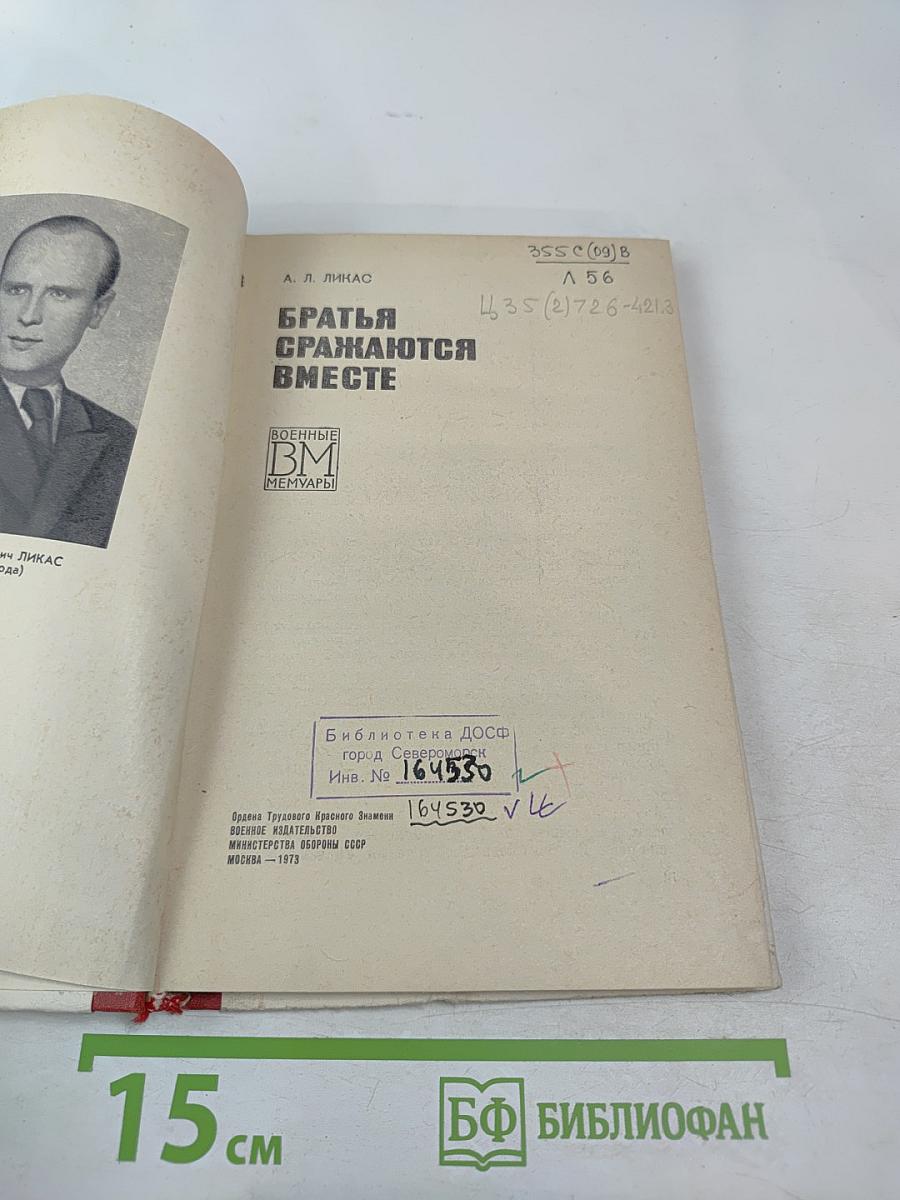 355 С (09) В
Л 56
Ц 35 (2) 726-421.3
А. Л. ЛИКАС
БРАТЬЯ
СРАЖАЮТСЯ
ВМЕСТЕ
ВОЕННЫЕ
ВМ
МЕМУАРЫ
ич ЛИКАС
ода)
Библиотека ДОСФ
город Североморск
Инв. № 164530
164530
Ордена Трудового Красного Знамени
ВОЕННОЕ ИЗДАТЕЛЬСТВО
МИНИСТЕРСТВА ОБОРОНЫ СССР
МОСКВА — 1973
15 см
БФ БИБЛИОФАН